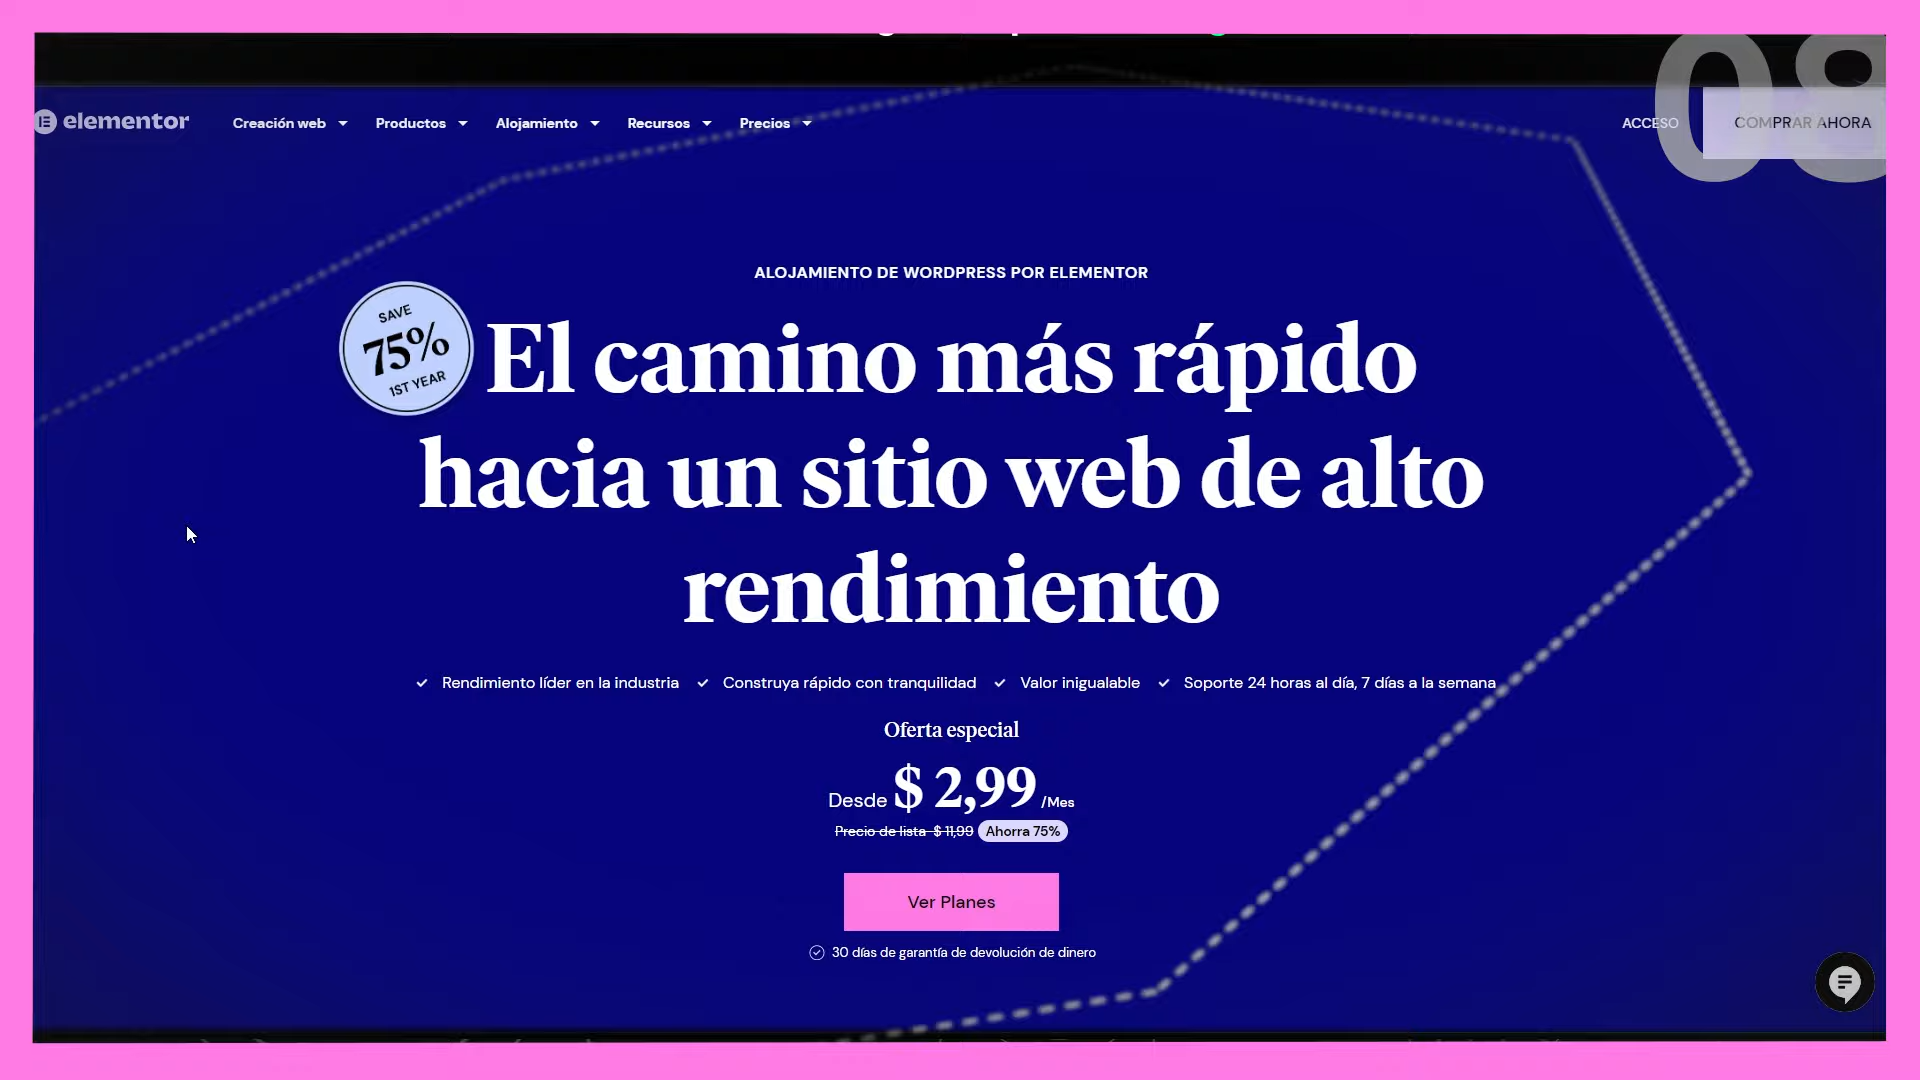 08
elementor
Creación web
Productos
Alojamiento
Recursos
Precios
ACCESO
COMPRAR AHORA
ALOJAMIENTO DE WORDPRESS POR ELEMENTOR
SAVE
75%
1ST YEAR
El camino más rápido
hacia un sitio web de alto
rendimiento
Rendimiento líder en la industria
Construya rápido con tranquilidad
Valor inigualable
Soporte 24 horas al día, 7 días a la semana
Oferta especial
Desde $ 2,99 /Mes
Precio de lista $ 11,99 Ahorra 75%
Ver Planes
30 días de garantía de devolución de dinero